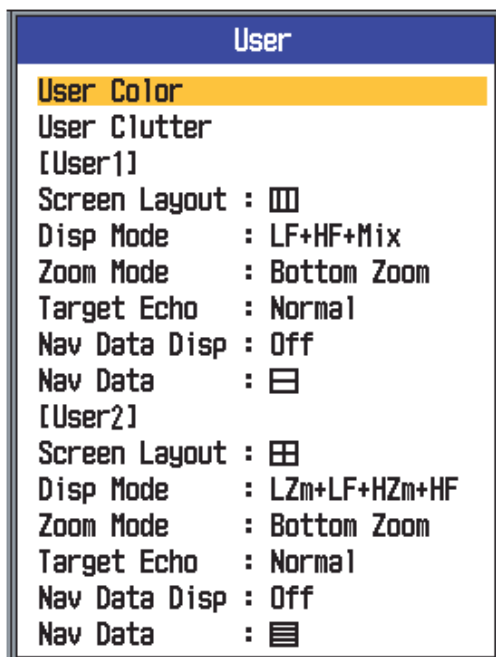 User
User Color
User Clutter
[User1]
Screen Layout :
Disp Mode : LF+HF+Mix
Zoom Mode : Bottom Zoom
Target Echo : Normal
Nav Data Disp : Off
Nav Data :
[User2]
Screen Layout :
Disp Mode : LZm+LF+HZm+HF
Zoom Mode : Bottom Zoom
Target Echo : Normal
Nav Data Disp : Off
Nav Data :